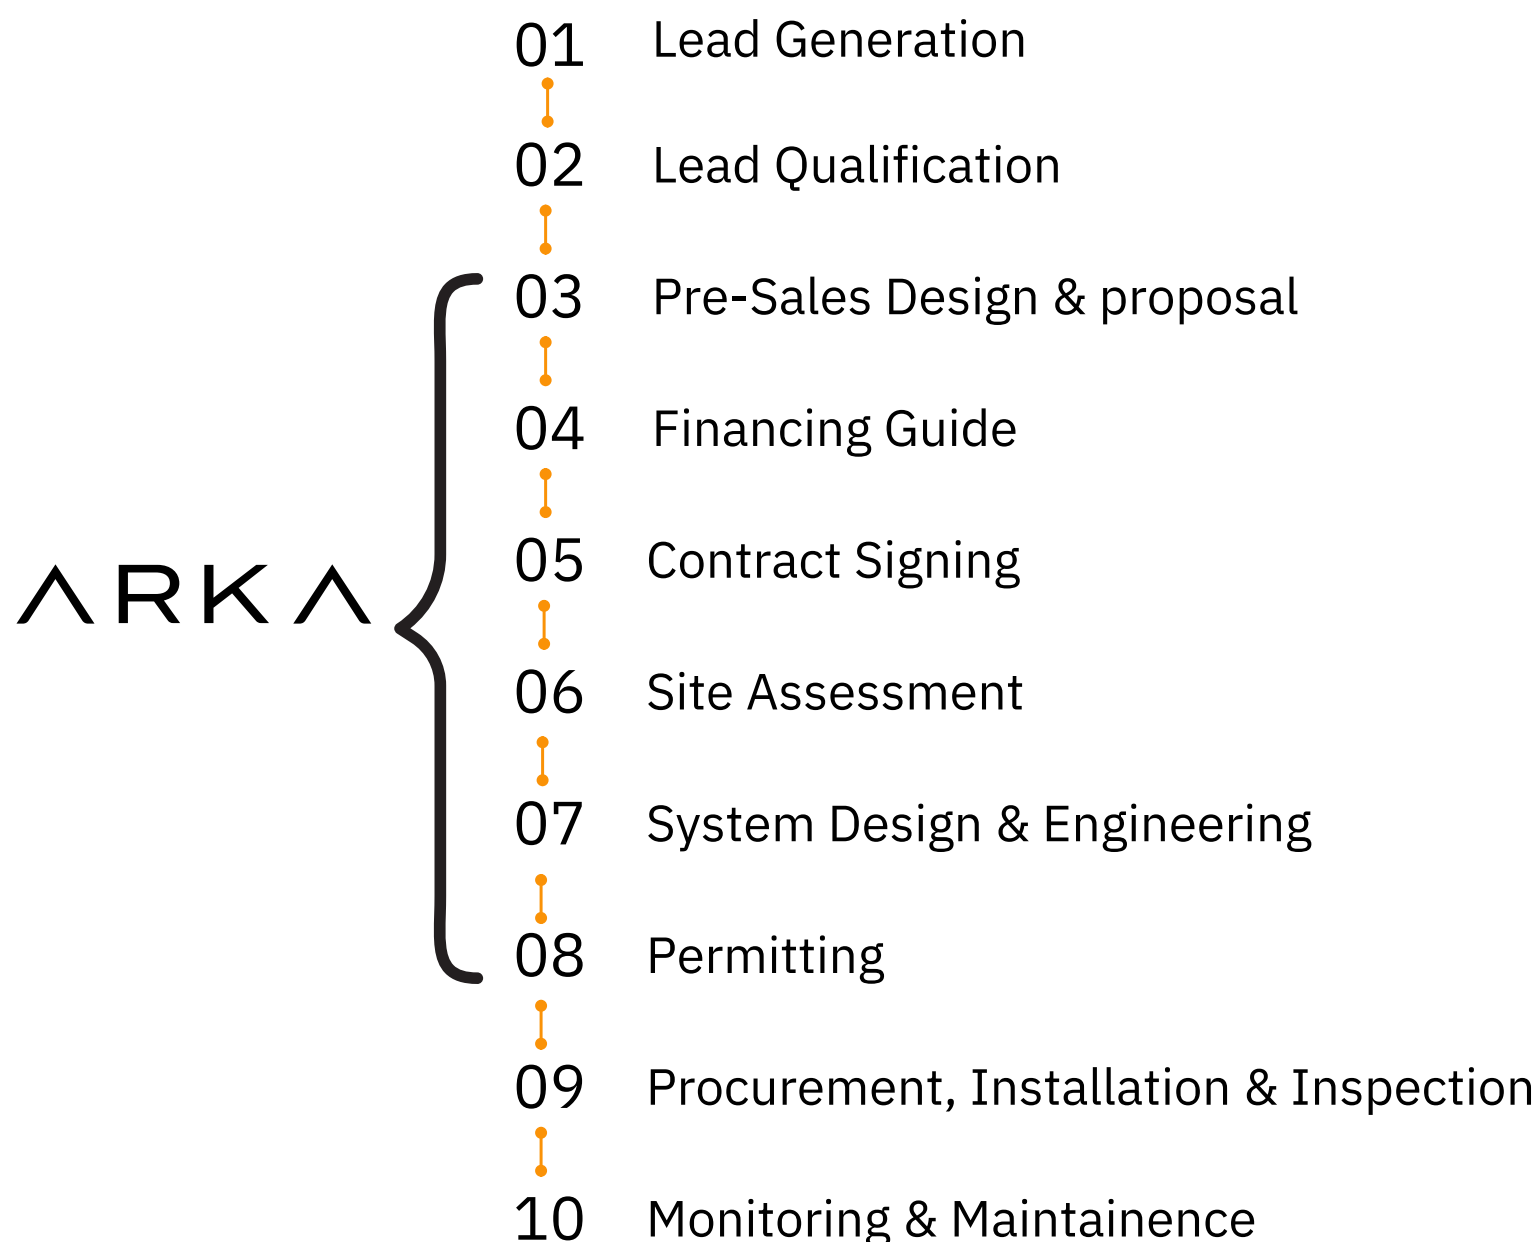 01 Lead Generation
02 Lead Qualification
03 Pre-Sales Design & proposal
04 Financing Guide
05 Contract Signing
ARKA
06 Site Assessment
07 System Design & Engineering
08 Permitting
09 Procurement, Installation & Inspection
10 Monitoring & Maintainence